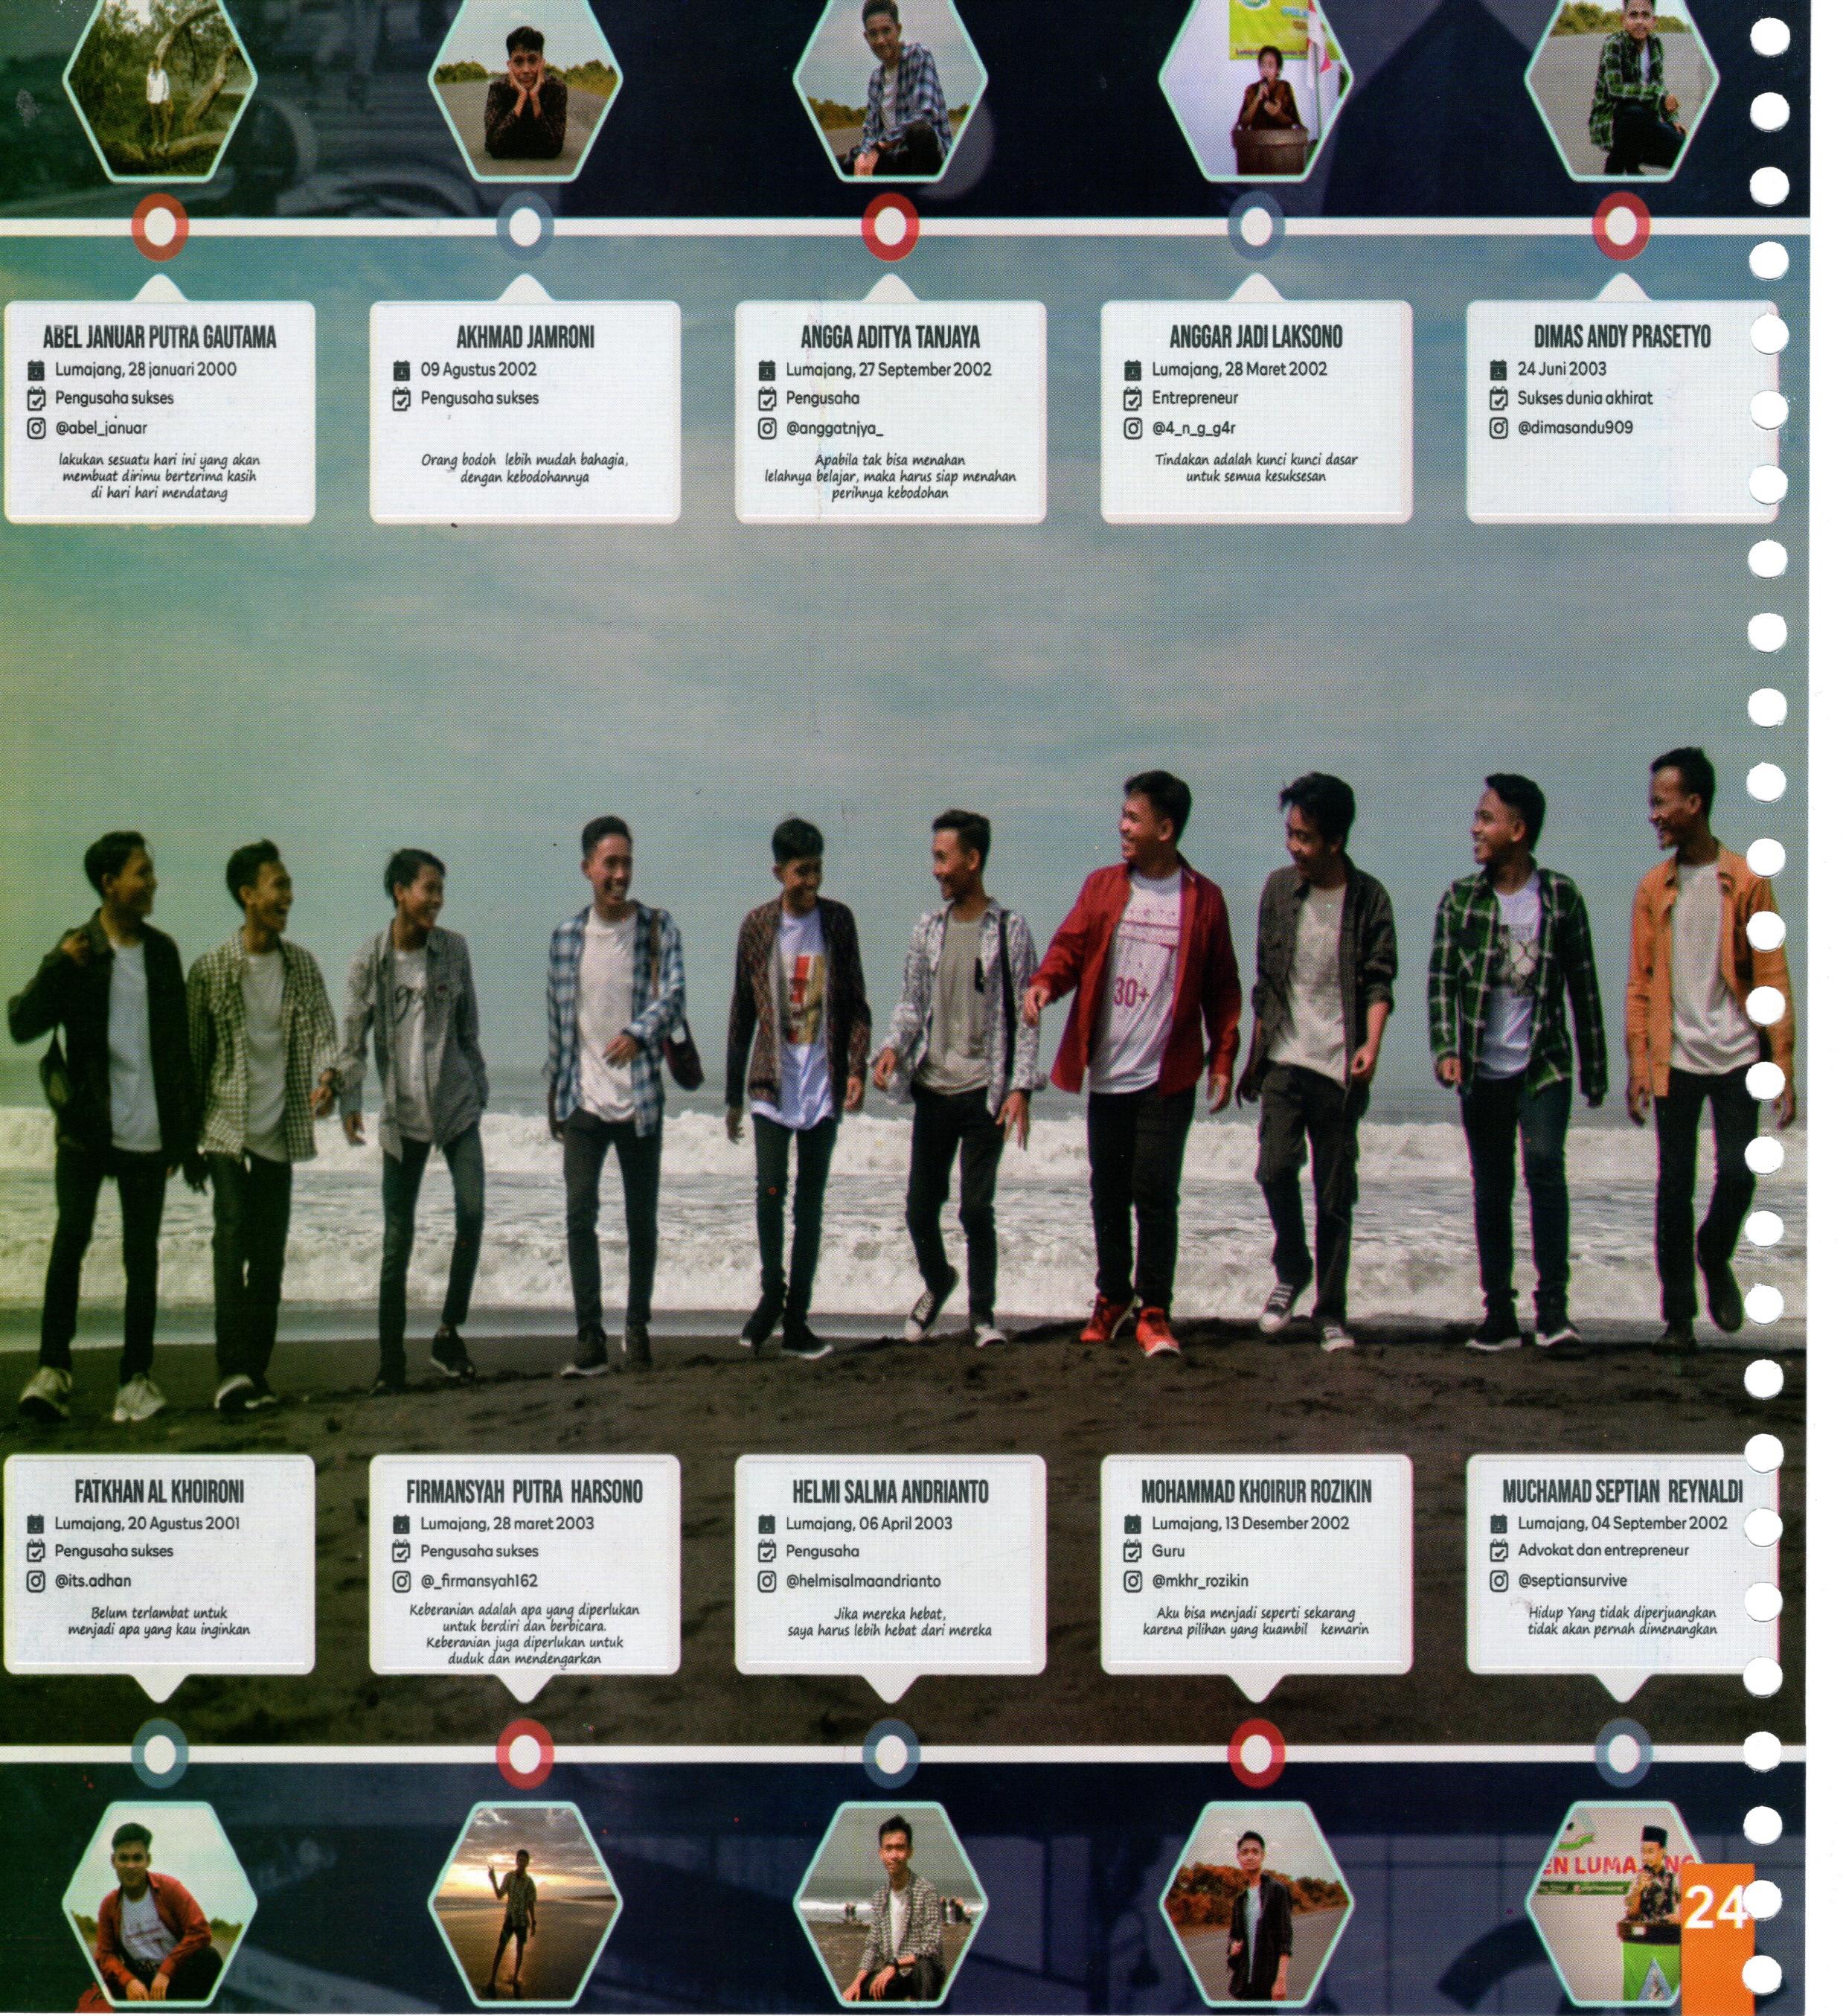 ABEL JANUAR PUTRA GAUTAMA
Lumajang, 28 januari 2000
Pengusaha sukses
@abel_januar
lakukan sesuatu hari ini yang akan
membuat dirimu berterima kasih
di hari hari mendatang
AKHMAD JAMRONI
09 Agustus 2002
Pengusaha sukses
Orang bodoh lebih mudah bahagia,
dengan kebodohannya
ANGGA ADITYA TANJAYA
Lumajang, 27 September 2002
Pengusaha
@anggatnjya_
Apabila tak bisa menahan
lelahnya belajar, maka harus siap menahan
perihnya kebodohan
ANGGAR JADI LAKSONO
Lumajang, 28 Maret 2002
Entrepreneur
@4_n_g_g4r
Tindakan adalah kunci kunci dasar
untuk semua kesuksesan
DIMAS ANDY PRASETYO
24 Juni 2003
Sukses dunia akhirat
@dimasandu909
30+
FATKHAN AL KHOIRONI
Lumajang, 20 Agustus 2001
Pengusaha sukses
@its.adhan
Belum terlambat untuk
menjadi apa yang kau inginkan
FIRMANSYAH PUTRA HARSONO
Lumajang, 28 maret 2003
Pengusaha sukses
@_firmansyah162
Keberanian adalah apa yang diperlukan
untuk berdiri dan berbicara.
Keberanian juga diperlukan untuk
duduk dan mendengarkan
HELMI SALMA ANDRIANTO
Lumajang, 06 April 2003
Pengusaha
@helmisalmaandrianto
Jika mereka hebat,
saya harus lebih hebat dari mereka
MOHAMMAD KHOIRUR ROZIKIN
Lumajang, 13 Desember 2002
Guru
@mkhr_rozikin
Aku bisa menjadi seperti sekarang
karena pilihan yang kuambil kemarin
MUCHAMAD SEPTIAN REYNALDI
Lumajang, 04 September 2002
Advokat dan entrepreneur
@septiansurvive
Hidup Yang tidak diperjuangkan
tidak akan pernah dimenangkan
EN LUMA NG
24